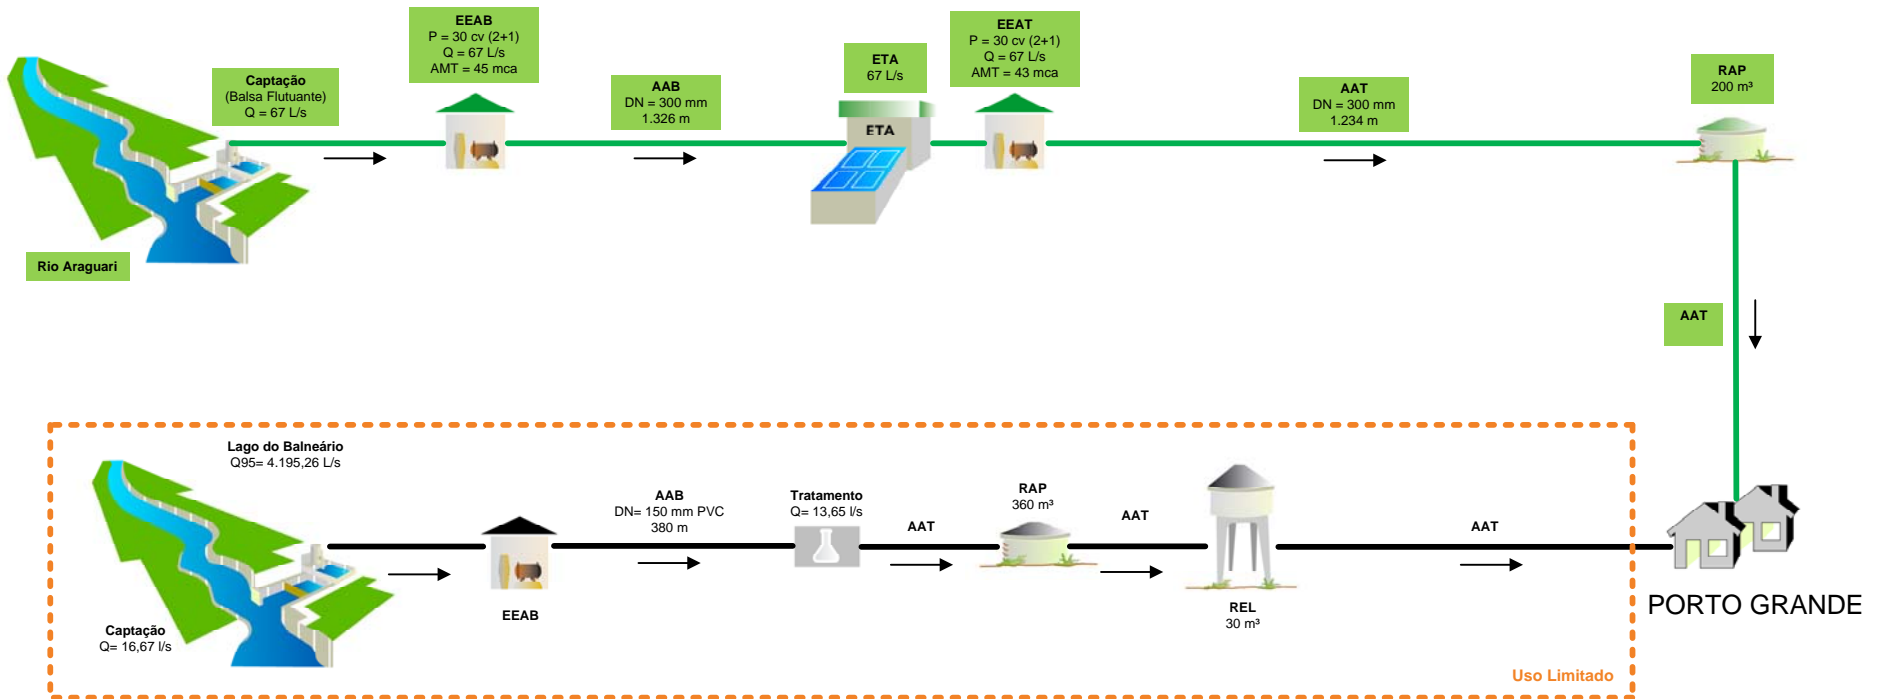 EEAB
P = 30 cv (2+1)
Q = 67 L/s
AMT = 45 mca
EEAT
P = 30 cv (2+1)
Q = 67 L/s
AMT = 43 mca
ETA
67 L/s
Captação
(Balsa Flutuante)
Q = 67 L/s
AAB
DN = 300 mm
1.326 m
AAT
DN = 300 mm
1.234 m
RAP
200 m³
ETA
Rio Araguari
AAT
Lago do Balneário
Q95= 4.195,26 L/s
AAB
DN= 150 mm PVC
380 m
Tratamento
Q= 13,65 l/s
AAT
RAP
360 m³
AAT
AAT
EEAB
REL
30 m³
Captação
Q= 16,67 l/s
PORTO GRANDE
Uso Limitado